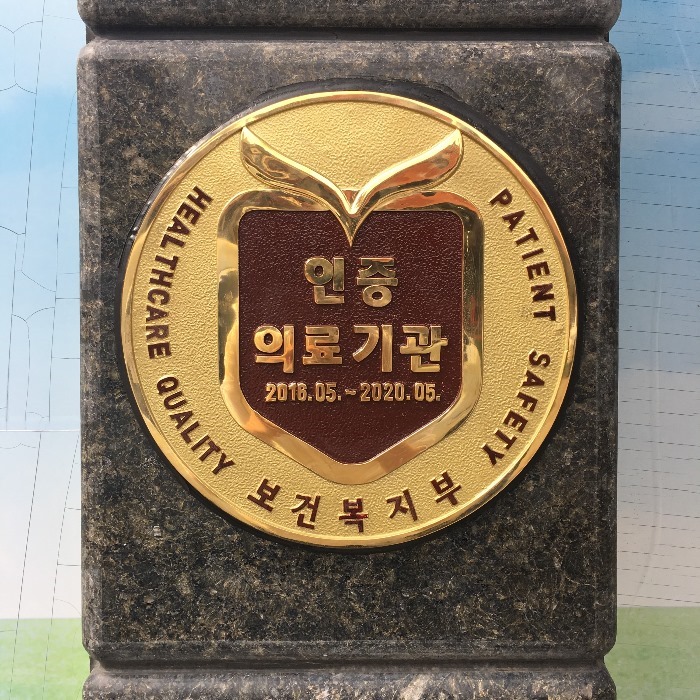 인증
의료기관
2016.05.~2020.05.
HEALTHCARE QUALITY
PATIENT SAFETY
보건복지부